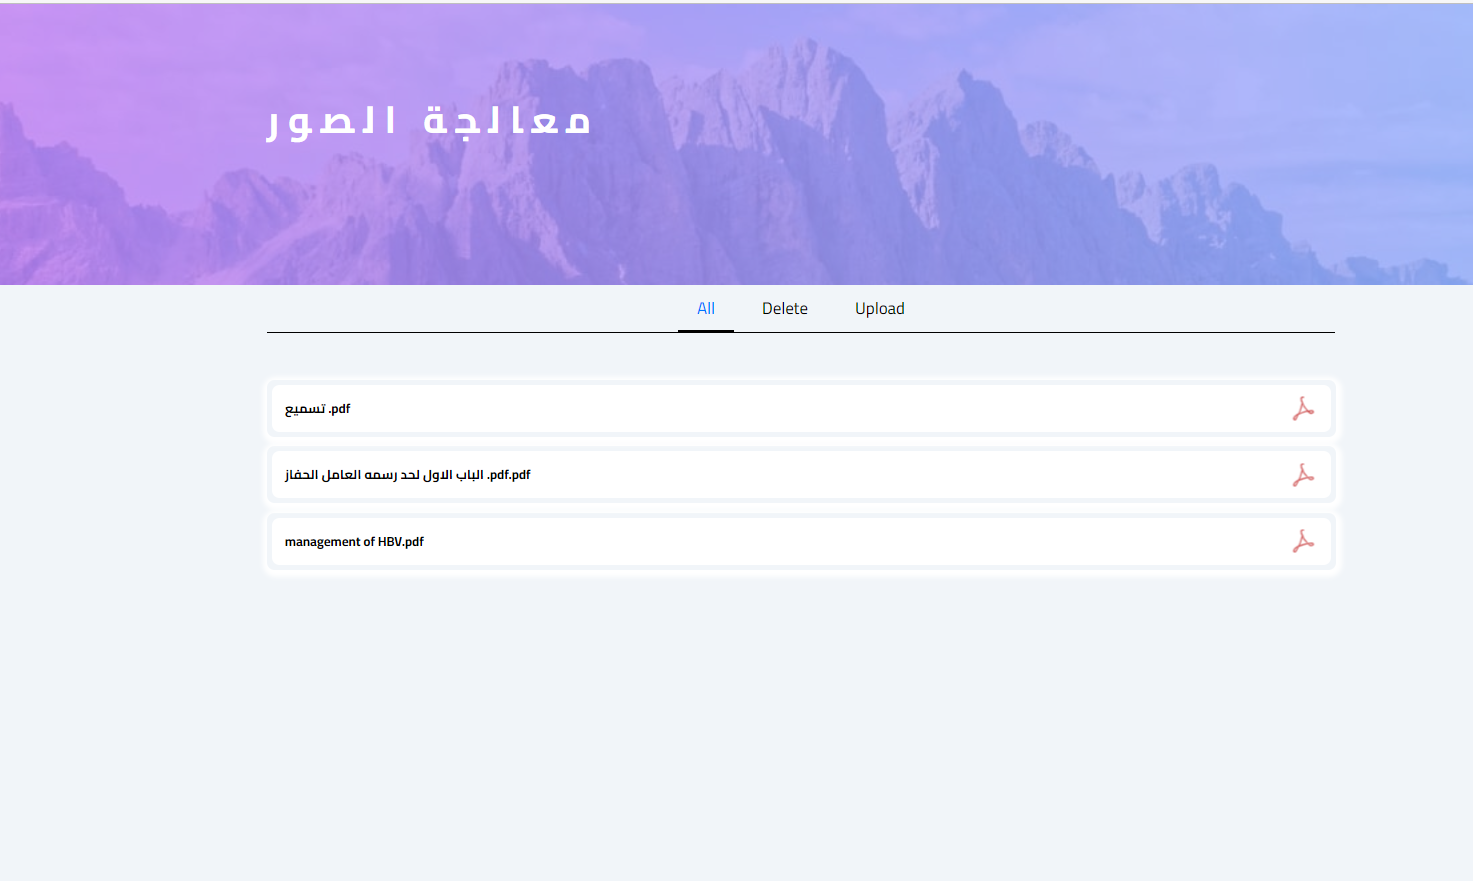 معالجة الصور
All Delete Upload
تسميع .pdf
الباب الاول لحد رسمه العامل الحفاز .pdf.pdf
management of HBV.pdf